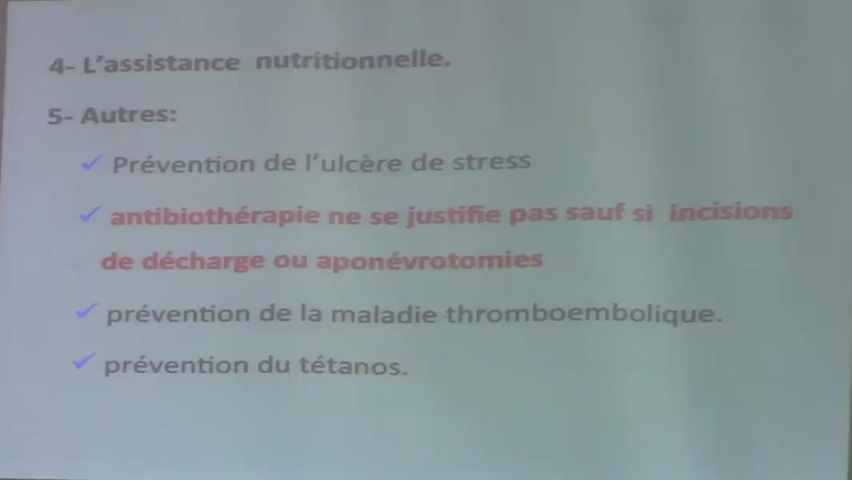 4- L’assistance nutritionnelle.
5- Autres:
✓ Prévention de l’ulcère de stress
✓ antibiothérapie ne se justifie pas sauf si incisions
de décharge ou aponévrotomies
✓ prévention de la maladie thromboembolique.
✓ prévention du tétanos.